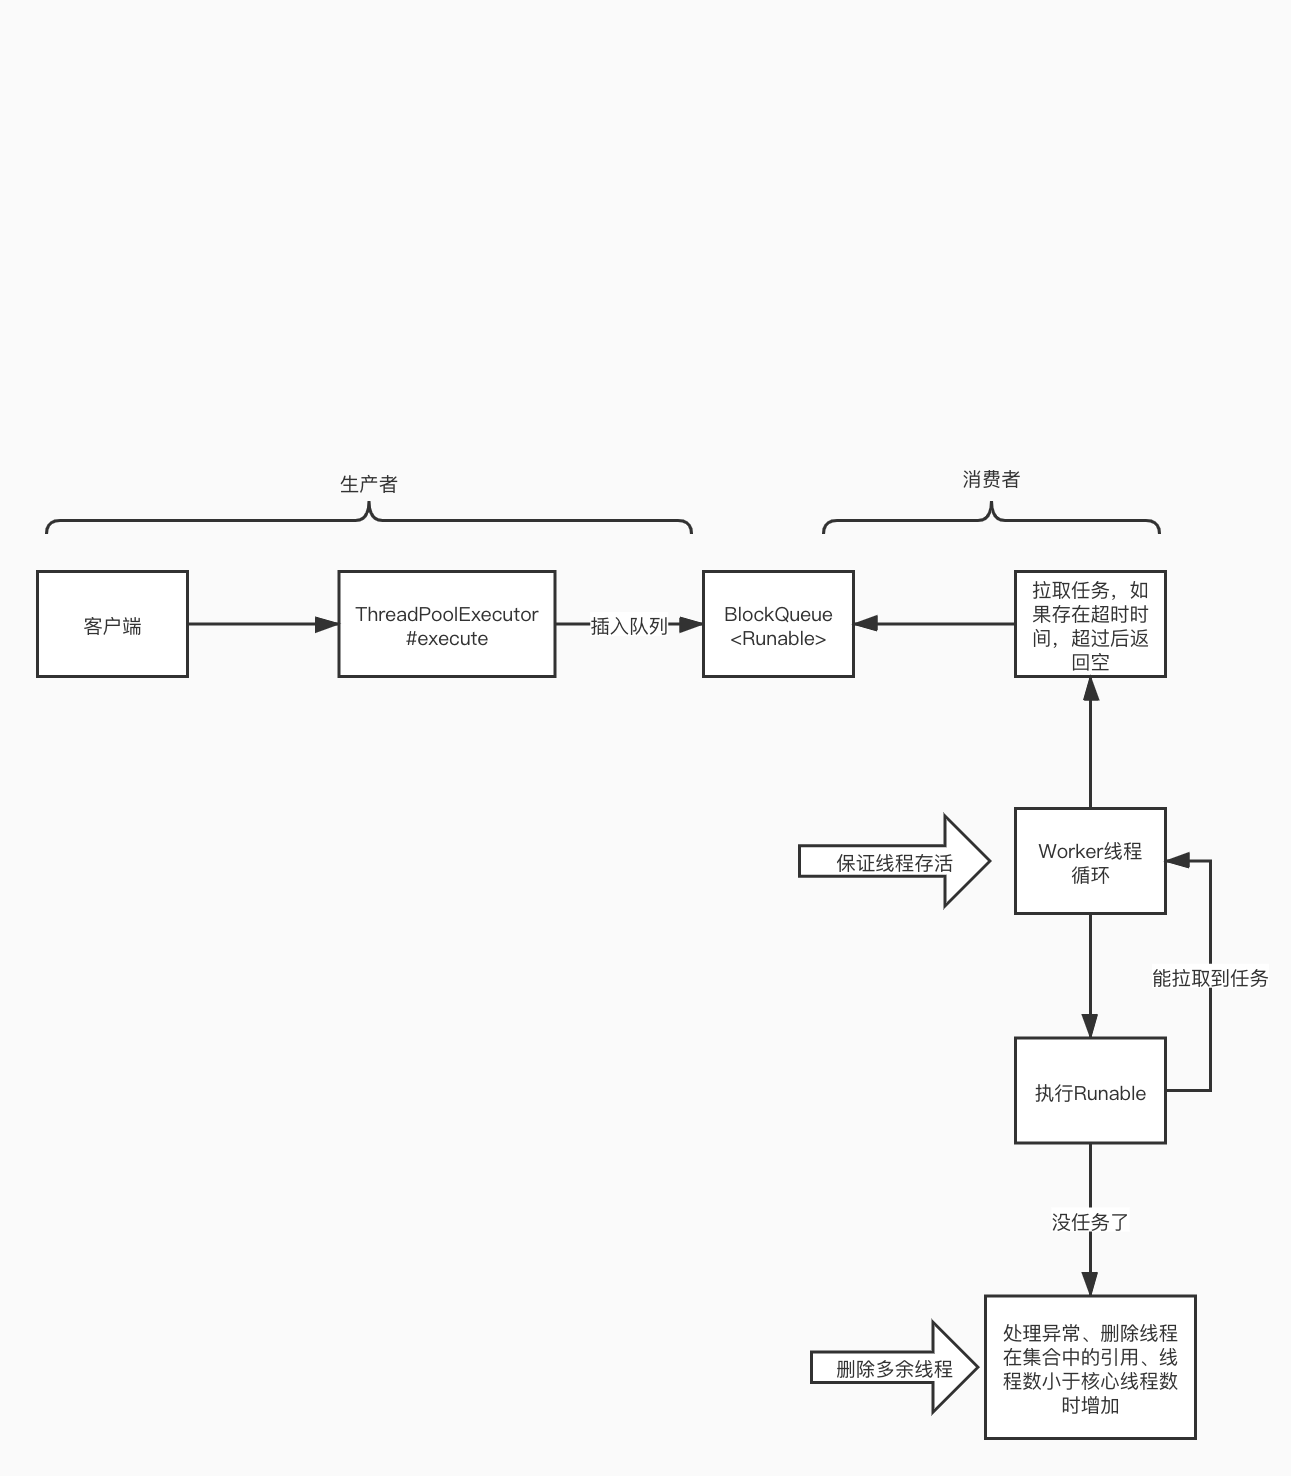 生产者
消费者
客户端
ThreadPoolExecutor
#execute
插入队列
BlockQueue
<Runable>
拉取任务，如
果存在超时时
间，超过后返
回空
保证线程存活
Worker线程
循环
能拉取到任务
执行Runable
没任务了
删除多余线程
处理异常、删除线程
在集合中的引用、线
程数小于核心线程数
时增加